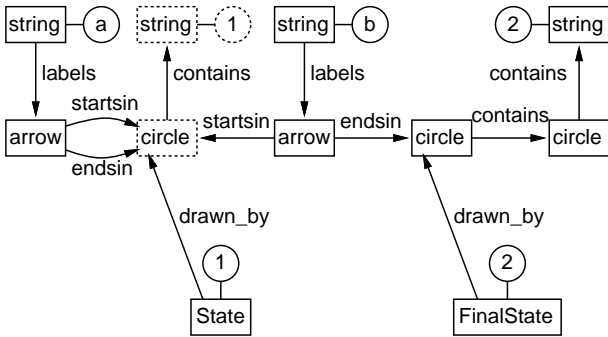 string a string 1 string b 2 string
labels contains labels contains
startsin startsin endsin contains
arrow circle arrow circle circle
endsin
drawn_by drawn_by
1 2
State FinalState